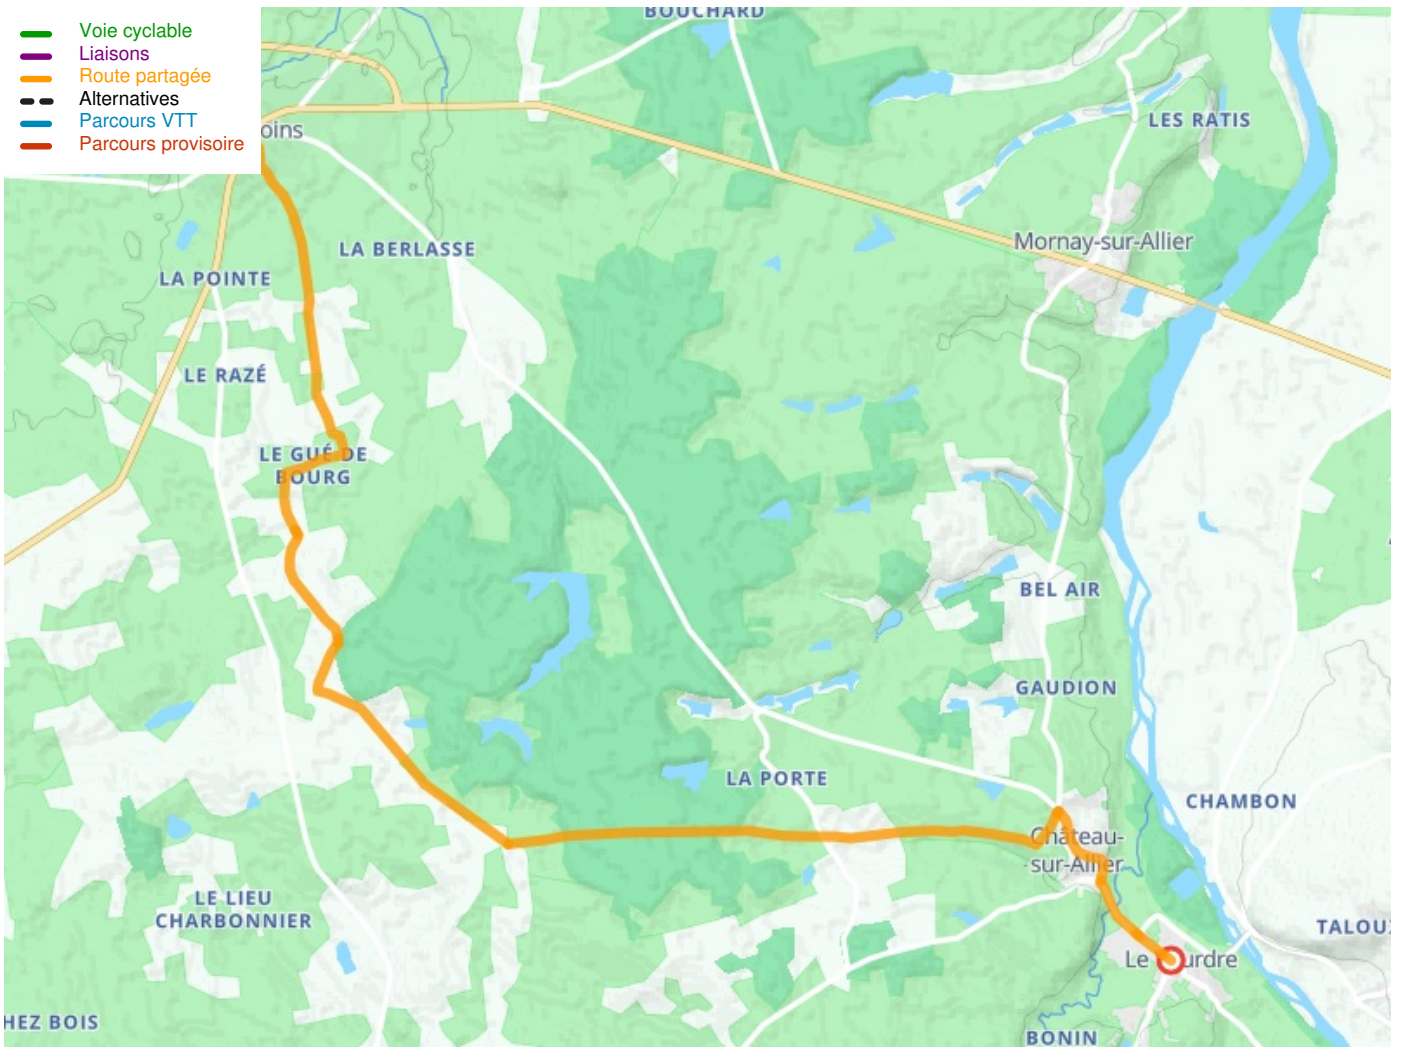 Voie cyclable
Liaisons
Route partagée
Alternatives
Parcours VTT
Parcours provisoire
BOUCHARD
LES RATIS
oins
Mornay-sur-Allier
LA BERLASSE
LA POINTE
LE RAZÉ
LE GUÉ DE
BOURG
BEL AIR
GAUDION
LA PORTE
CHAMBON
Château-
sur-Allier
LE LIEU
CHARBONNIER
TALOU
Le urdre
HEZ BOIS
BONIN